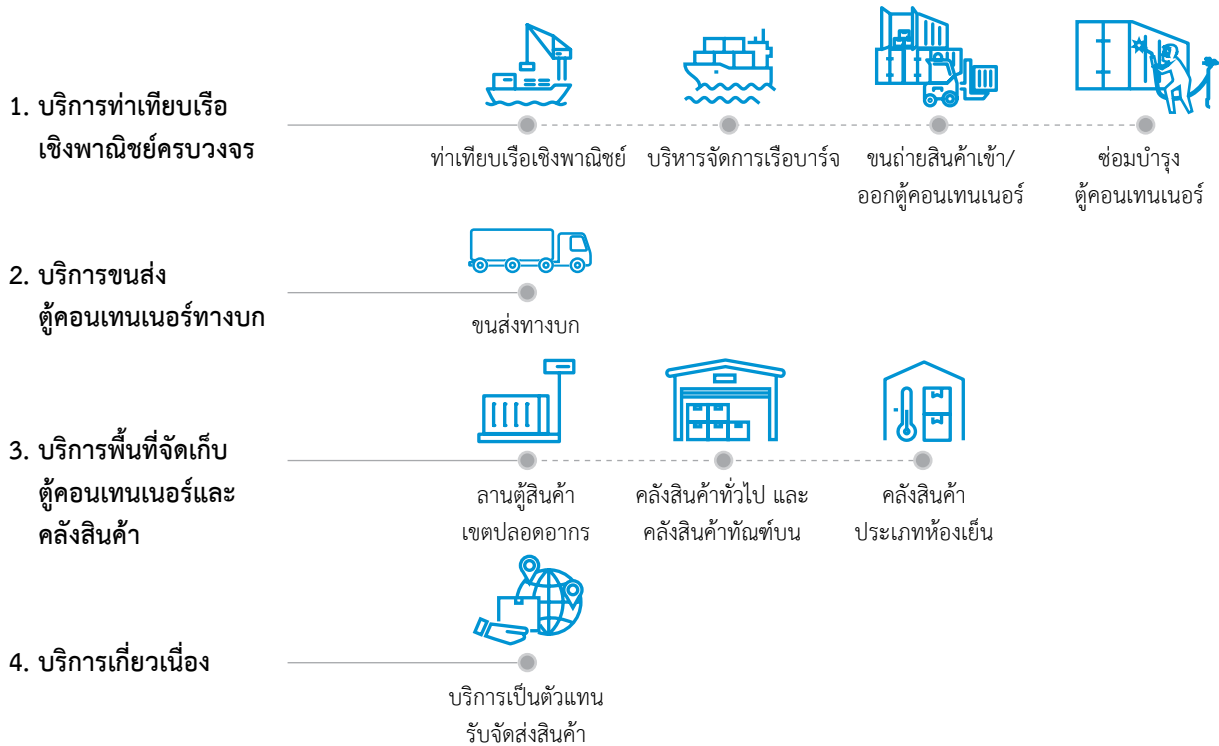 1. บริการท่าเทียบเรือ
เชิงพาณิชย์ครบวงจร
ท่าเทียบเรือเชิงพาณิชย์
บริหารจัดการเรือบาร์จ
ขนถ่ายสินค้าเข้า/
ออกตู้คอนเทนเนอร์
ซ่อมบำรุง
ตู้คอนเทนเนอร์
2. บริการขนส่ง
ตู้คอนเทนเนอร์ทางบก
ขนส่งทางบก
3. บริการพื้นที่จัดเก็บ
ตู้คอนเทนเนอร์และ
คลังสินค้า
ลานตู้สินค้า
เขตปลอดอากร
คลังสินค้าทั่วไป และ
คลังสินค้าทัณฑ์บน
คลังสินค้า
ประเภทห้องเย็น
4. บริการเกี่ยวเนื่อง
บริการเป็นตัวแทน
รับจัดส่งสินค้า